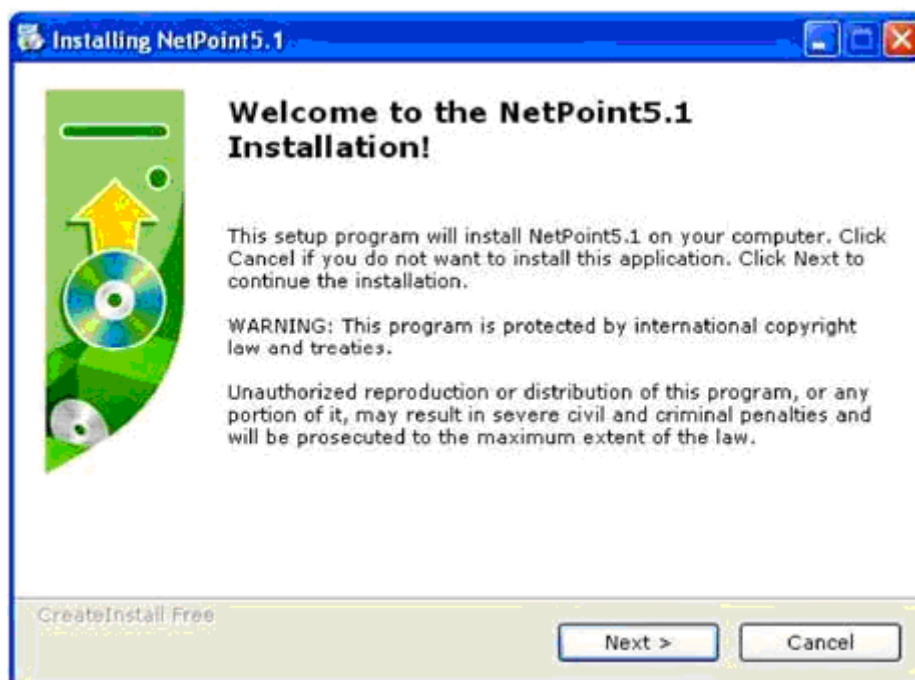 Installing NetPoint5.1
Welcome to the NetPoint5.1
Installation!
This setup program will install NetPoint5.1 on your computer. Click
Cancel if you do not want to install this application. Click Next to
continue the installation.
WARNING: This program is protected by international copyright
law and treaties.
Unauthorized reproduction or distribution of this program, or any
portion of it, may result in severe civil and criminal penalties and
will be prosecuted to the maximum extent of the law.
CreateInstall Free
Next >
Cancel